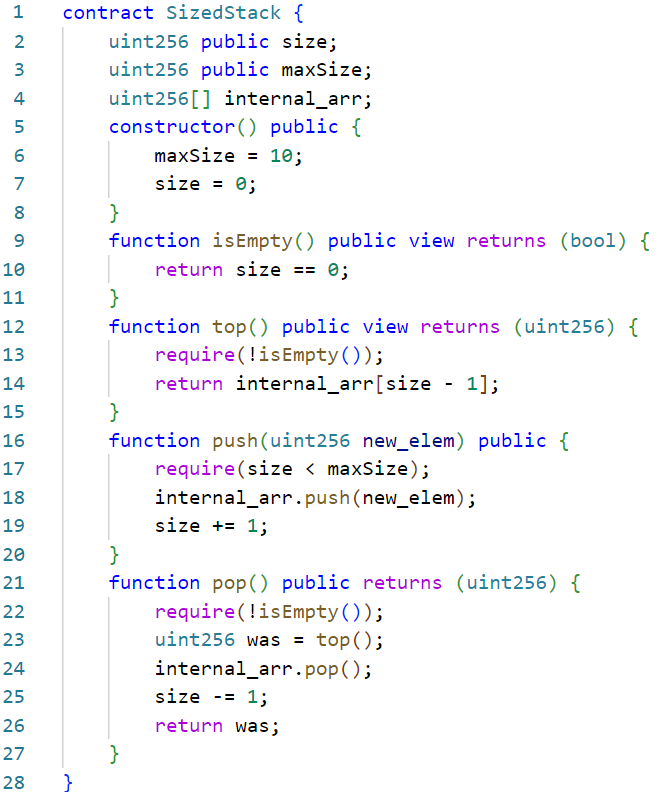 1 contract SizedStack {
2 uint256 public size;
3 uint256 public maxSize;
4 uint256[] internal_arr;
5 constructor() public {
6 maxSize = 10;
7 size = 0;
8 }
9 function isEmpty() public view returns (bool) {
10 return size == 0;
11 }
12 function top() public view returns (uint256) {
13 require(!isEmpty());
14 return internal_arr[size - 1];
15 }
16 function push(uint256 new_elem) public {
17 require(size < maxSize);
18 internal_arr.push(new_elem);
19 size += 1;
20 }
21 function pop() public returns (uint256) {
22 require(!isEmpty());
23 uint256 was = top();
24 internal_arr.pop();
25 size -= 1;
26 return was;
27 }
28 }